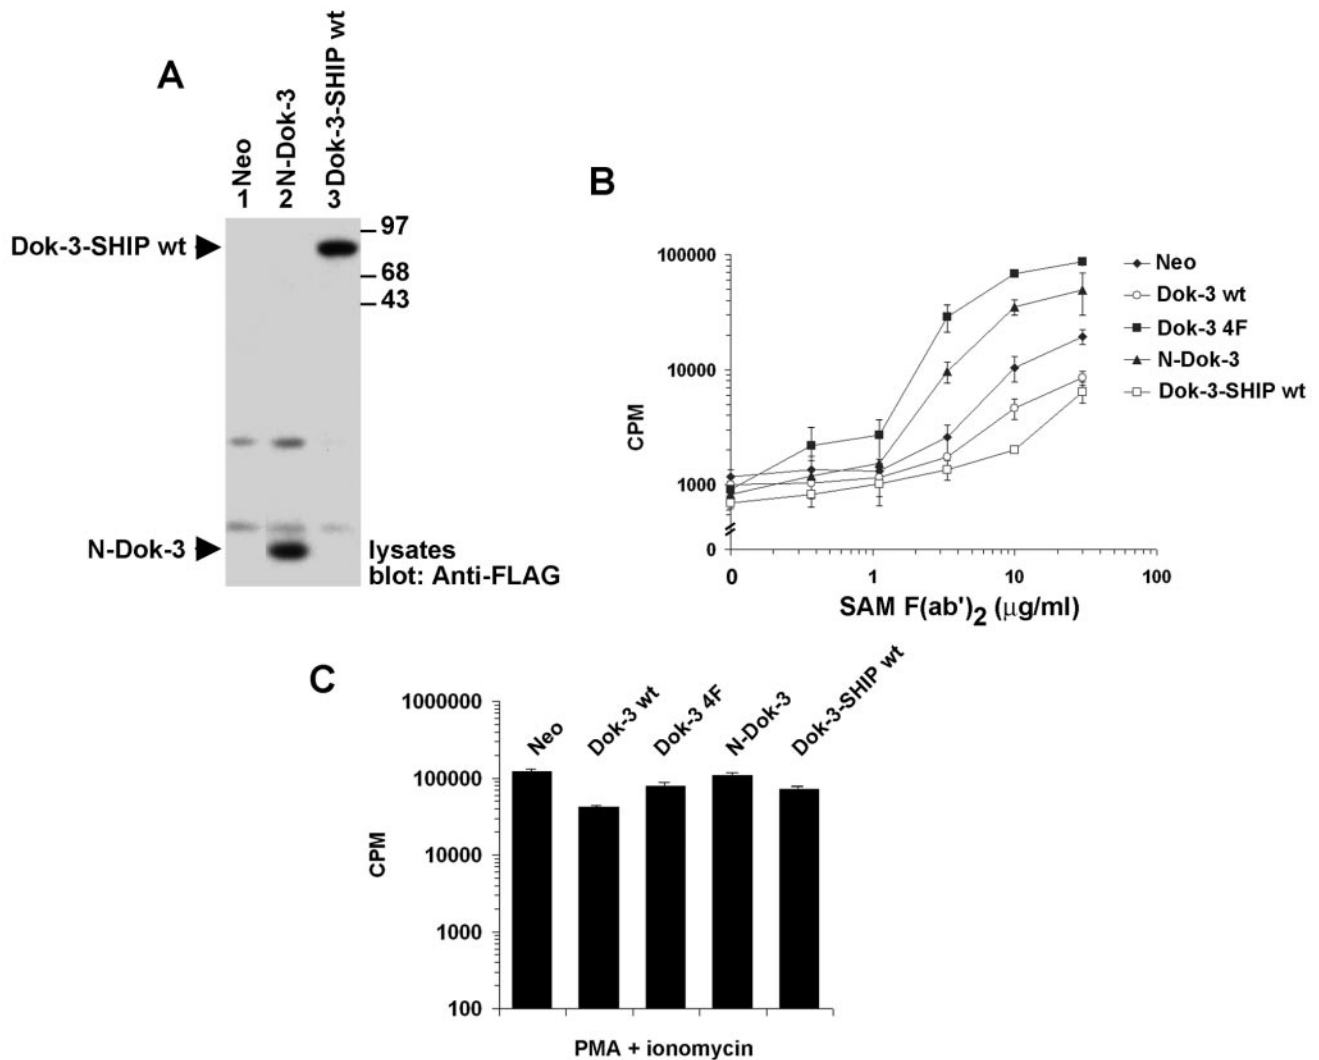 A
1 Neo
2 N-Dok-3
3 Dok-3-SHIP wt
Dok-3-SHIP wt
97
68
43
N-Dok-3
lysates
blot: Anti-FLAG
B
100000
10000
1000
0
CPM
0 1 10 100
SAM F(ab')2 (μg/ml)
Neo
Dok-3 wt
Dok-3 4F
N-Dok-3
Dok-3-SHIP wt
C
1000000
100000
10000
1000
100
CPM
Neo
Dok-3 wt
Dok-3 4F
N-Dok-3
Dok-3-SHIP wt
PMA + ionomycin